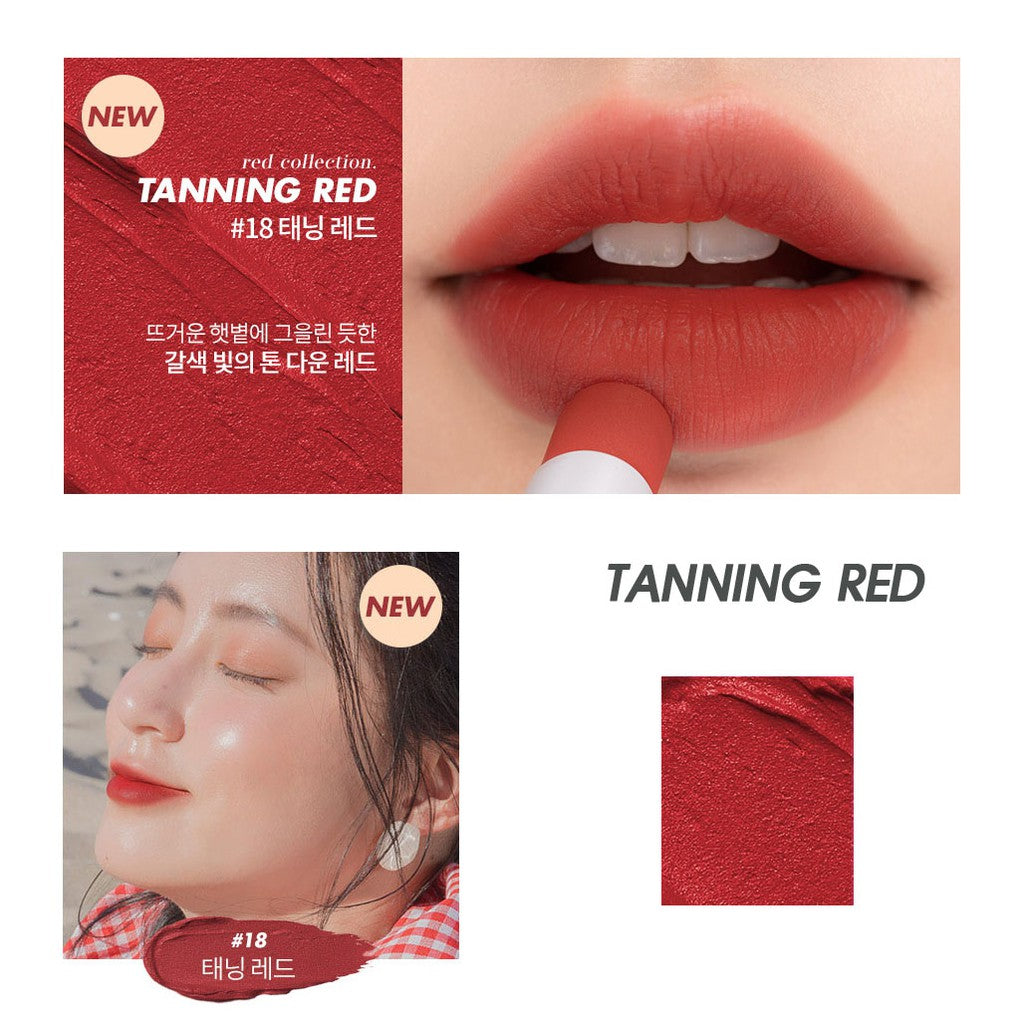 NEW
red collection.
TANNING RED
#18 태닝 레드
뜨거운 햇볕에 그을린 듯한
갈색 빛의 톤 다운 레드
NEW
TANNING RED
#18
태닝 레드